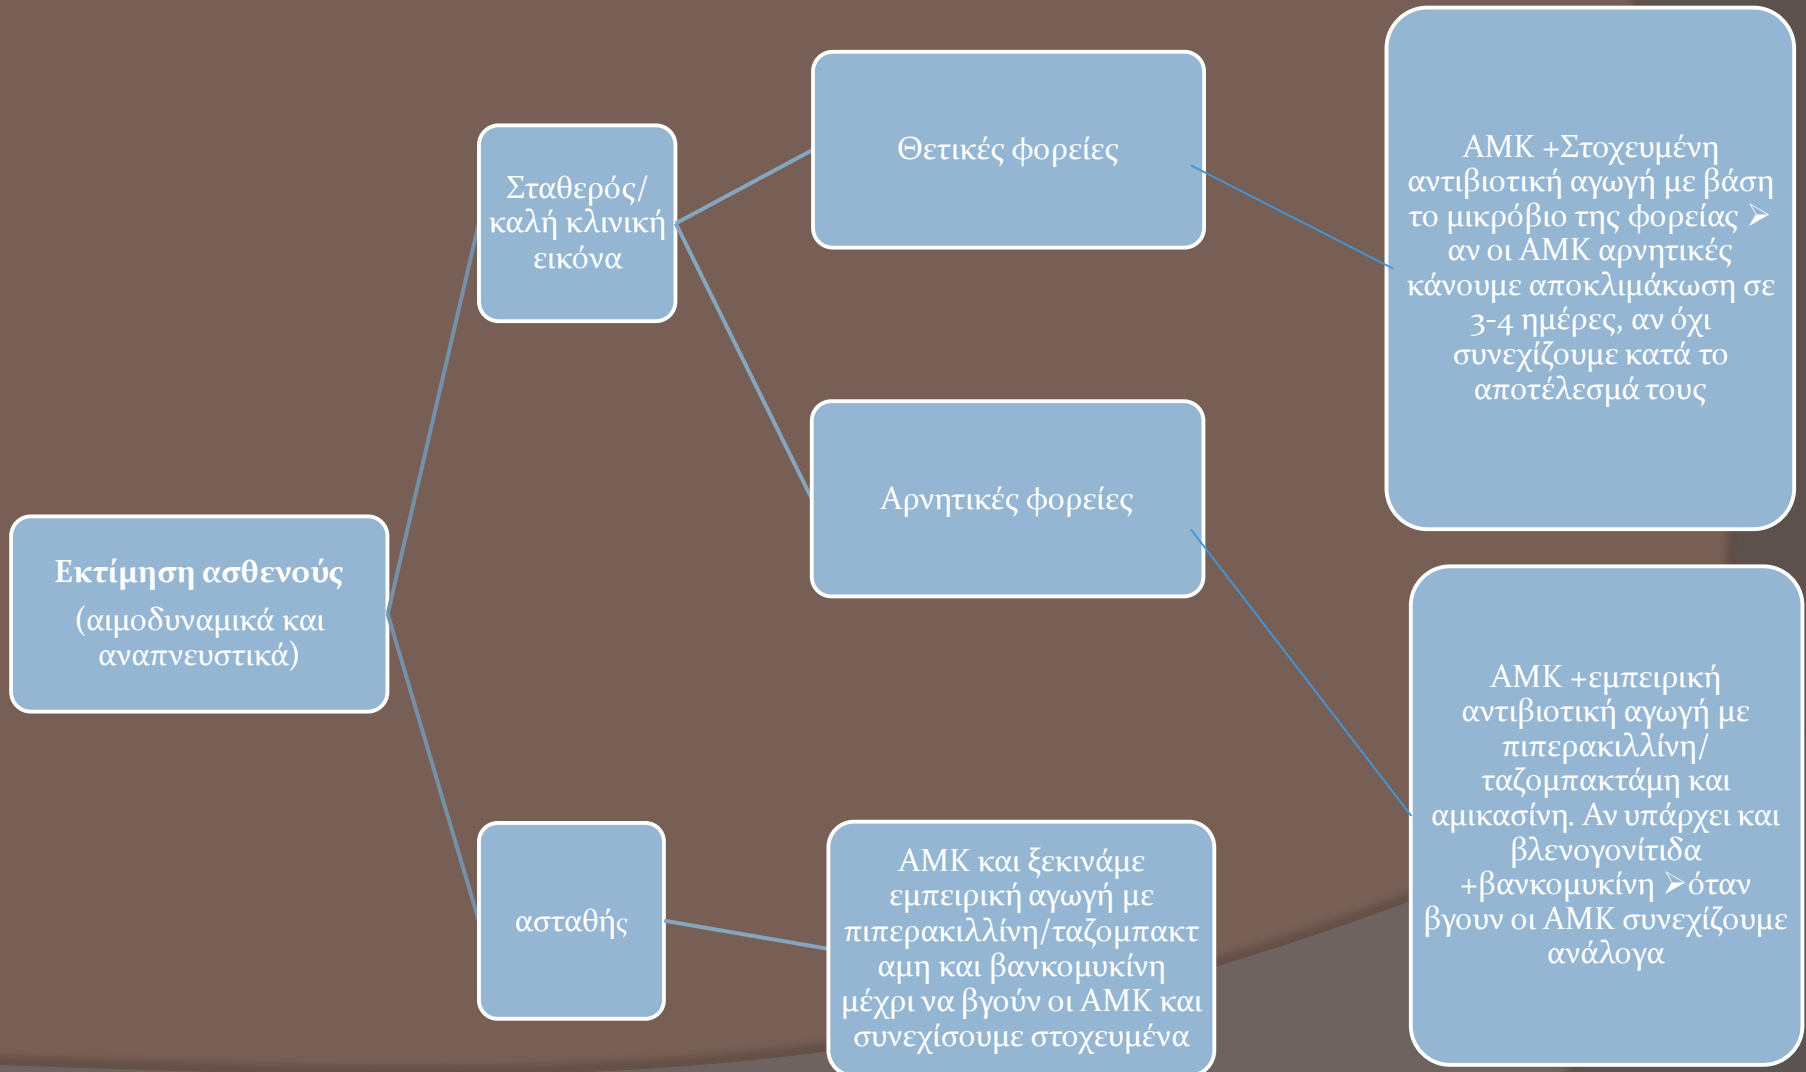 Εκτίμηση ασθενούς
(αιμοδυναμικά και
αναπνευστικά)
Σταθερός/
καλή κλινική
εικόνα
Θετικές φορείες
ΑΜΚ +Στοχευμένη
αντιβιοτική αγωγή με βάση
το μικρόβιο της φορείας ➢
αν οι ΑΜΚ αρνητικές
κάνουμε αποκλιμάκωση σε
3-4 ημέρες, αν όχι
συνεχίζουμε κατά το
αποτέλεσμά τους
Αρνητικές φορείες
ΑΜΚ +εμπειρική
αντιβιοτική αγωγή με
πιπερακιλλίνη/
ταζομπακτάμη και
αμικασίνη. Αν υπάρχει και
βλενογονίτιδα
+βανκομυκίνη ➢όταν
βγουν οι ΑΜΚ συνεχίζουμε
ανάλογα
ασταθής
ΑΜΚ και ξεκινάμε
εμπειρική αγωγή με
πιπερακιλλίνη/ταζομπακτ
αμη και βανκομυκίνη
μέχρι να βγούν οι ΑΜΚ και
συνεχίσουμε στοχευμένα